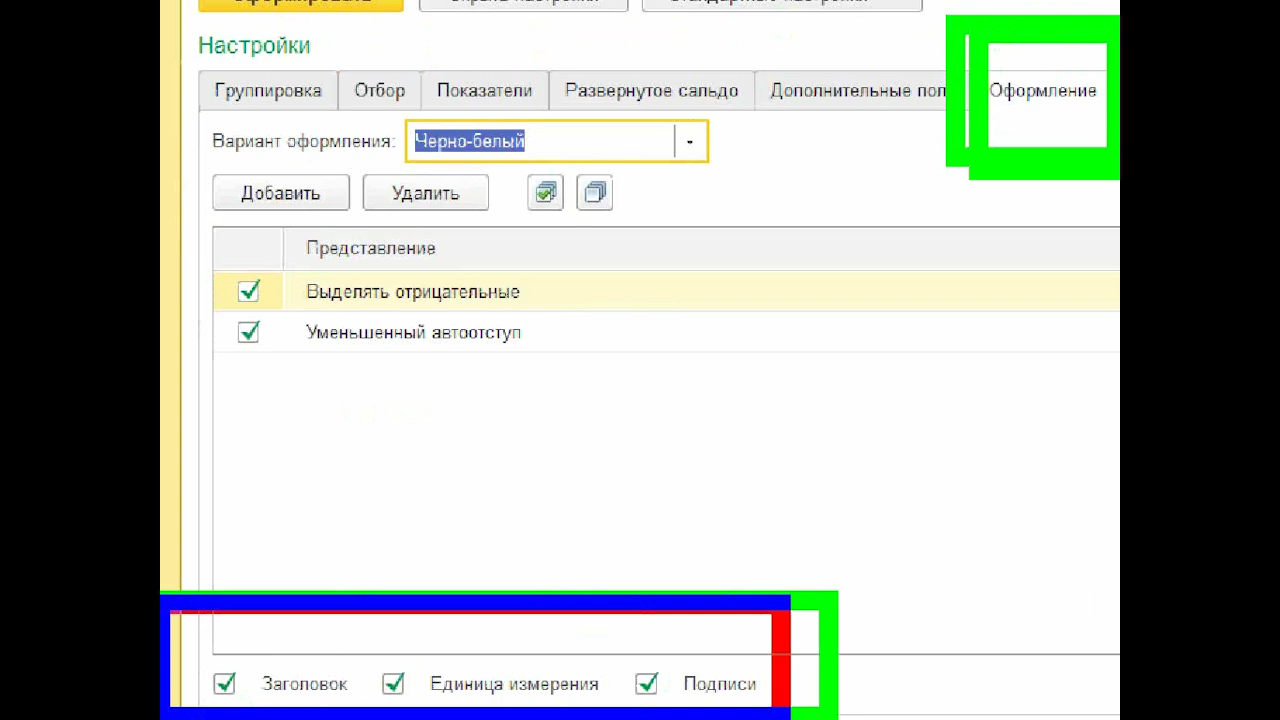 Настройки
Группировка Отбор Показатели Развернутое сальдо Дополнительные пол Оформление
Вариант оформления: Черно-белый
Добавить Удалить
Представление
Выделять отрицательные
Уменьшенный автоотступ
Заголовок Единица измерения Подписи